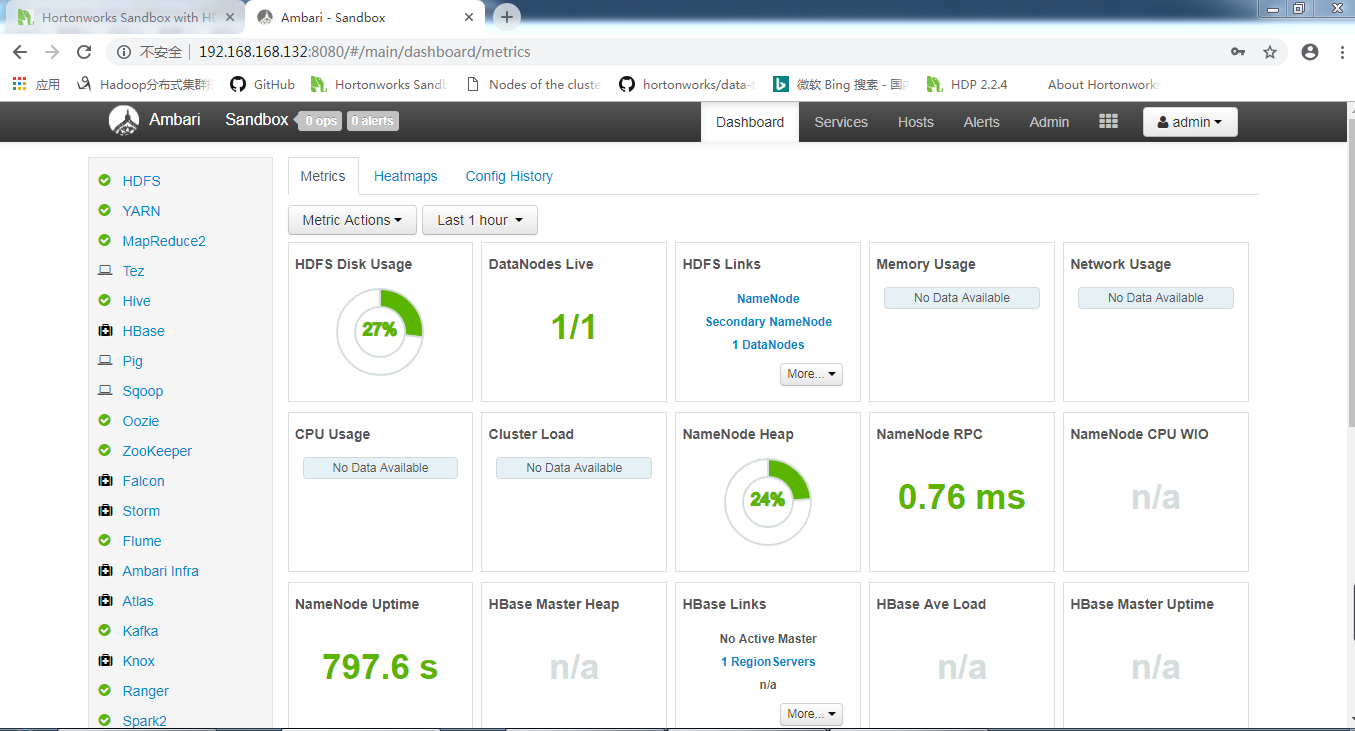 Hortonworks Sandbox with HD
Ambari - Sandbox
不安全 192.168.168.132:8080/#/main/dashboard/metrics
应用 Hadoop分布式集群 GitHub Hortonworks Sandb Nodes of the cluste hortonworks/data- 微软 Bing 搜索 - 国 HDP 2.2.4 About Hortonworks
Ambari Sandbox 0 ops 0 alerts Dashboard Services Hosts Alerts Admin admin
HDFS
YARN
MapReduce2
Tez
Hive
HBase
Pig
Sqoop
Oozie
ZooKeeper
Falcon
Storm
Flume
Ambari Infra
Atlas
Kafka
Knox
Ranger
Spark2
Metrics Heatmaps Config History
Metric Actions Last 1 hour
HDFS Disk Usage
27%
DataNodes Live
1/1
HDFS Links
NameNode
Secondary NameNode
1 DataNodes
More...
Memory Usage
No Data Available
Network Usage
No Data Available
CPU Usage
No Data Available
Cluster Load
No Data Available
NameNode Heap
24%
NameNode RPC
0.76 ms
NameNode CPU WIO
n/a
NameNode Uptime
797.6 s
HBase Master Heap
n/a
HBase Links
No Active Master
1 RegionServers
n/a
More...
HBase Ave Load
n/a
HBase Master Uptime
n/a